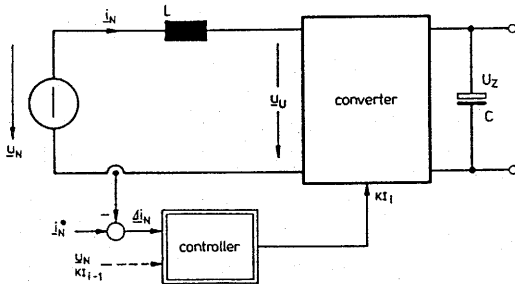 i_N
L
u_N
u_U
converter
U_Z
C
KI_i
−
i_N*
Δi_N
controller
u_N
KI_i-1